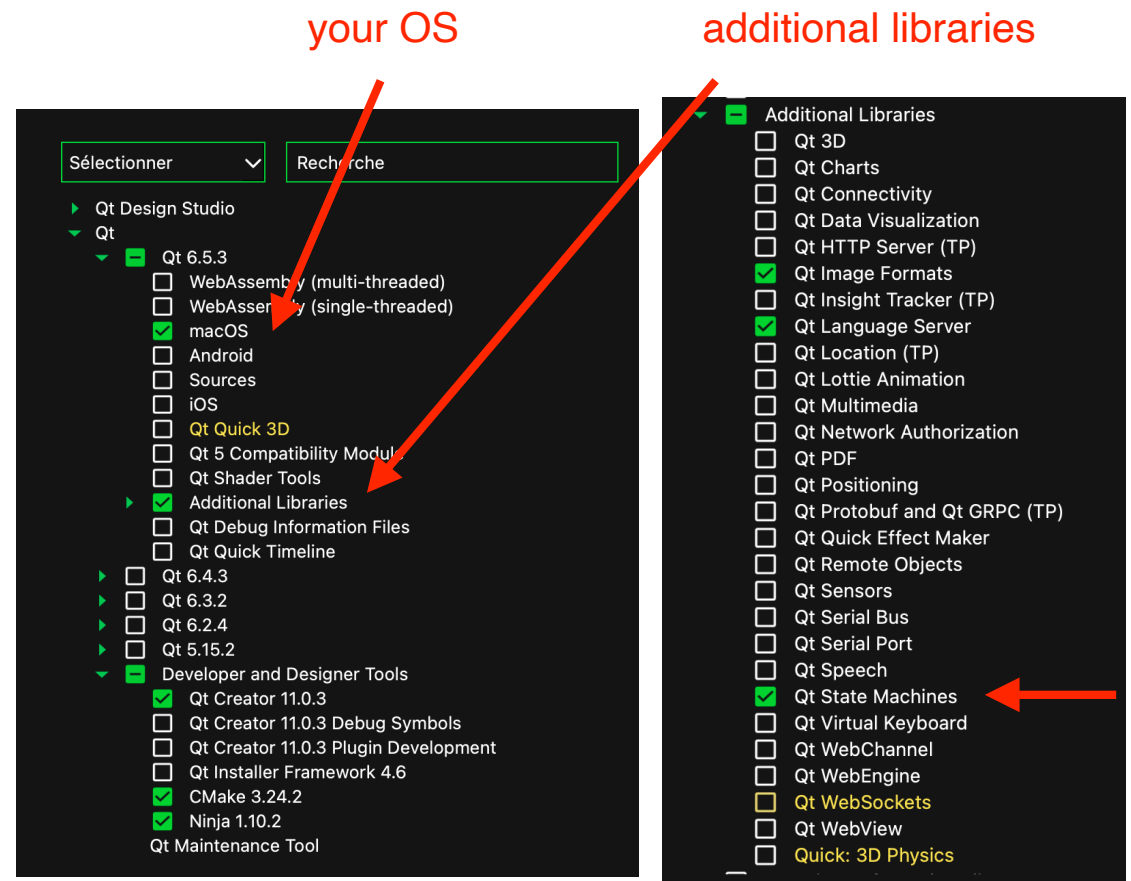 your OS
additional libraries
Sélectionner
Recherche
Qt Design Studio
Qt
Qt 6.5.3
WebAssembly (multi-threaded)
WebAssembly (single-threaded)
macOS
Android
Sources
iOS
Qt Quick 3D
Qt 5 Compatibility Module
Qt Shader Tools
Additional Libraries
Qt Debug Information Files
Qt Quick Timeline
Qt 6.4.3
Qt 6.3.2
Qt 6.2.4
Qt 5.15.2
Developer and Designer Tools
Qt Creator 11.0.3
Qt Creator 11.0.3 Debug Symbols
Qt Creator 11.0.3 Plugin Development
Qt Installer Framework 4.6
CMake 3.24.2
Ninja 1.10.2
Qt Maintenance Tool
Additional Libraries
Qt 3D
Qt Charts
Qt Connectivity
Qt Data Visualization
Qt HTTP Server (TP)
Qt Image Formats
Qt Insight Tracker (TP)
Qt Language Server
Qt Location (TP)
Qt Lottie Animation
Qt Multimedia
Qt Network Authorization
Qt PDF
Qt Positioning
Qt Protobuf and Qt GRPC (TP)
Qt Quick Effect Maker
Qt Remote Objects
Qt Sensors
Qt Serial Bus
Qt Serial Port
Qt Speech
Qt State Machines
Qt Virtual Keyboard
Qt WebChannel
Qt WebEngine
Qt WebSockets
Qt WebView
Quick: 3D Physics